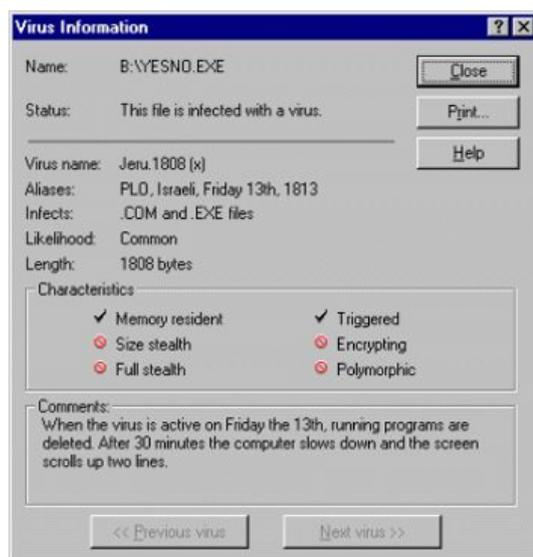 Virus Information
Name: B:\YESNO.EXE
Close
Status: This file is infected with a virus.
Print...
Help
Virus name: Jeru.1808 (x)
Aliases: PLO, Israeli, Friday 13th, 1813
Infects: .COM and .EXE files
Likelihood: Common
Length: 1808 bytes
Characteristics
Memory resident Triggered
Size stealth Encrypting
Full stealth Polymorphic
Comments:
When the virus is active on Friday the 13th, running programs are
deleted. After 30 minutes the computer slows down and the screen
scrolls up two lines.
<< Previous virus Next virus >>